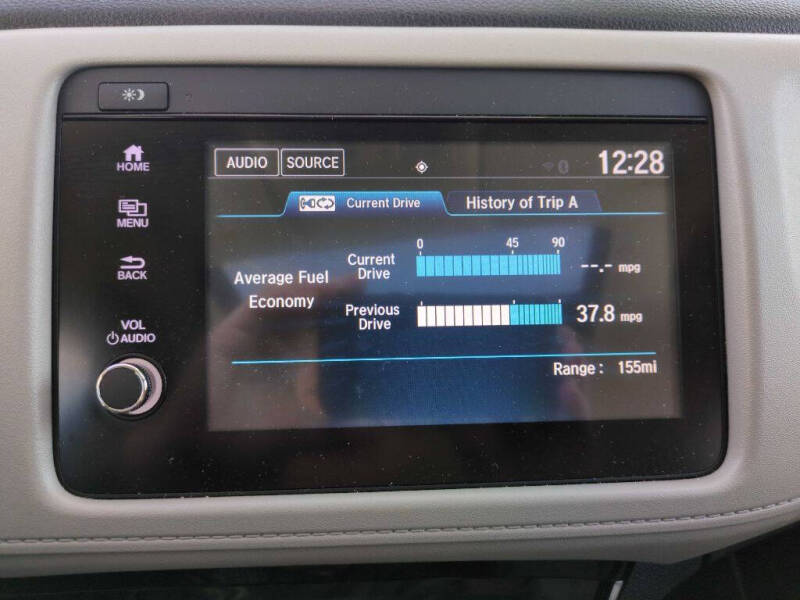 AUDIO SOURCE 12:28
HOME
Current Drive History of Trip A
MENU
0 45 90
Average Fuel Economy
Current Drive --.- mpg
BACK
Previous Drive 37.8 mpg
VOL
AUDIO
Range : 155mi